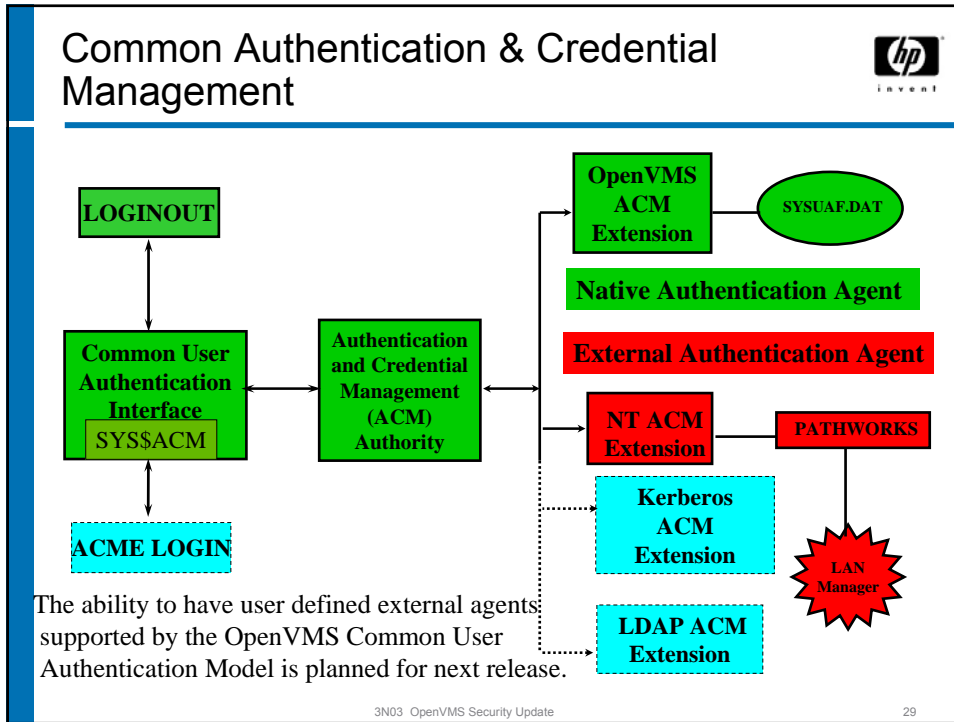 Common Authentication & Credential
Management
hp
invent
LOGINOUT
Common User
Authentication
Interface
SYS$ACM
ACME LOGIN
Authentication
and Credential
Management
(ACM)
Authority
OpenVMS
ACM
Extension
SYSUAF.DAT
Native Authentication Agent
External Authentication Agent
NT ACM
Extension
PATHWORKS
Kerberos
ACM
Extension
LAN
Manager
LDAP ACM
Extension
The ability to have user defined external agents
supported by the OpenVMS Common User
Authentication Model is planned for next release.
3N03 OpenVMS Security Update
29